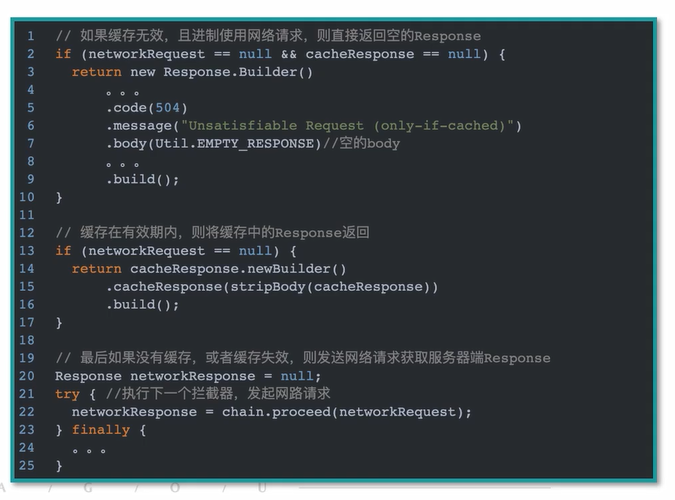 1 // 如果缓存无效，且进制使用网络请求，则直接返回空的Response
2 if (networkRequest == null && cacheResponse == null) {
3 return new Response.Builder()
4 。。。
5 .code(504)
6 .message("Unsatisfiable Request (only-if-cached)")
7 .body(Util.EMPTY_RESPONSE)//空的body
8 。。。
9 .build();
10 }
11
12 // 缓存在有效期内，则将缓存中的Response返回
13 if (networkRequest == null) {
14 return cacheResponse.newBuilder()
15 .cacheResponse(stripBody(cacheResponse))
16 .build();
17 }
18
19 // 最后如果没有缓存，或者缓存失效，则发送网络请求获取服务器端Response
20 Response networkResponse = null;
21 try { //执行下一个拦截器，发起网路请求
22 networkResponse = chain.proceed(networkRequest);
23 } finally {
24 。。。
25 }
A / G / O / U